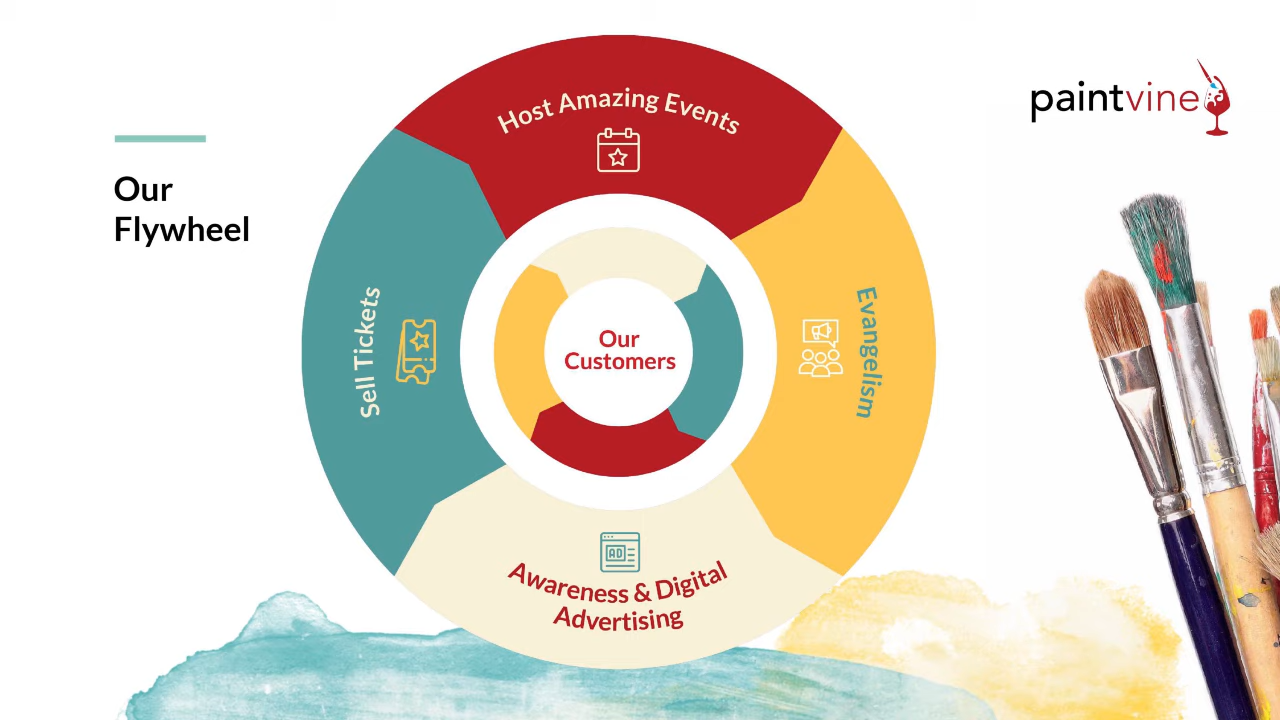 Our
Flywheel
paintvine
Host Amazing Events
Sell Tickets
Evangelism
Our
Customers
AD
Awareness & Digital
Advertising